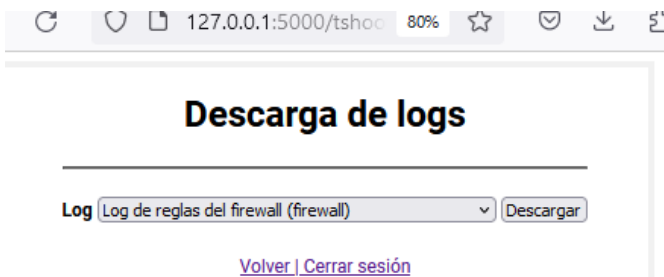 127.0.0.1:5000/tshoo 80%
Descarga de logs
Log Log de reglas del firewall (firewall) Descargar
Volver | Cerrar sesión